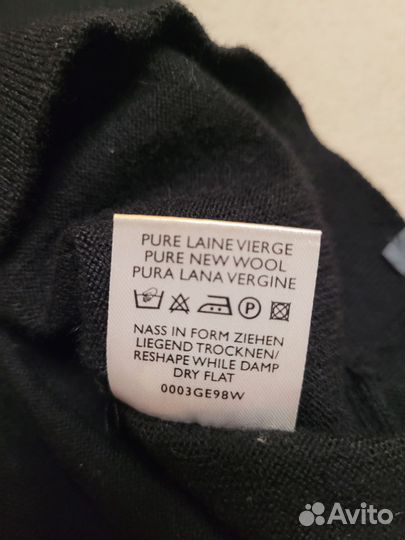 PURE LAINE VIERGE
PURE NEW WOOL
PURA LANA VERGINE
P
NASS IN FORM ZIEHEN
LIEGEND TROCKNEN/
RESHAPE WHILE DAMP
DRY FLAT
0003GE98W
Avito